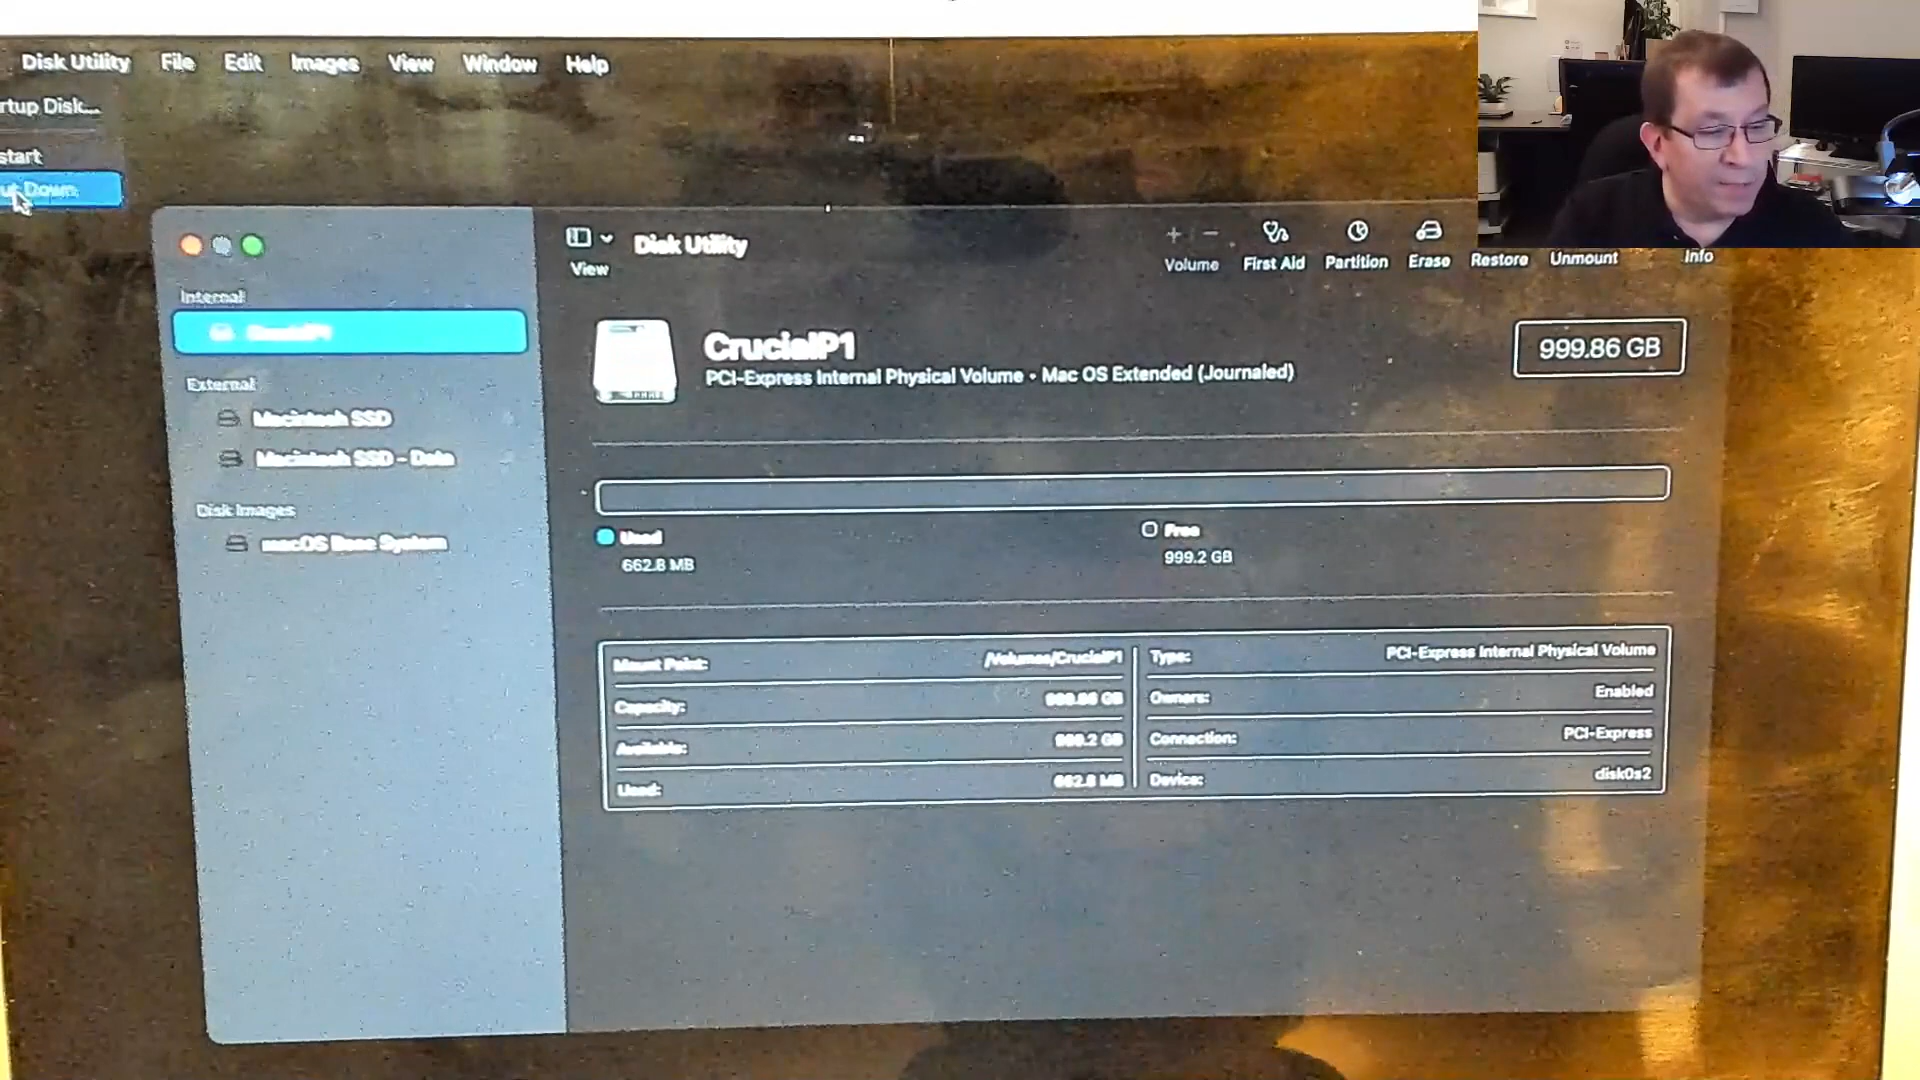 Disk Utility File Edit Images View Window Help
rtup Disk...
start
ut Down
View
Disk Utility
Volume First Aid Partition Erase Restore Unmount Info
Internal
CrucialP1
External
Macintosh SSD
Macintosh SSD - Data
Disk Images
macOS Base System
CrucialP1
PCI-Express Internal Physical Volume • Mac OS Extended (Journaled)
999.86 GB
Used
662.8 MB
Free
999.2 GB
Mount Point: /Volumes/CrucialP1
Capacity: 999.86 GB
Available: 999.2 GB
Used: 662.8 MB
Type: PCI-Express Internal Physical Volume
Owners: Enabled
Connection: PCI-Express
Device: disk0s2